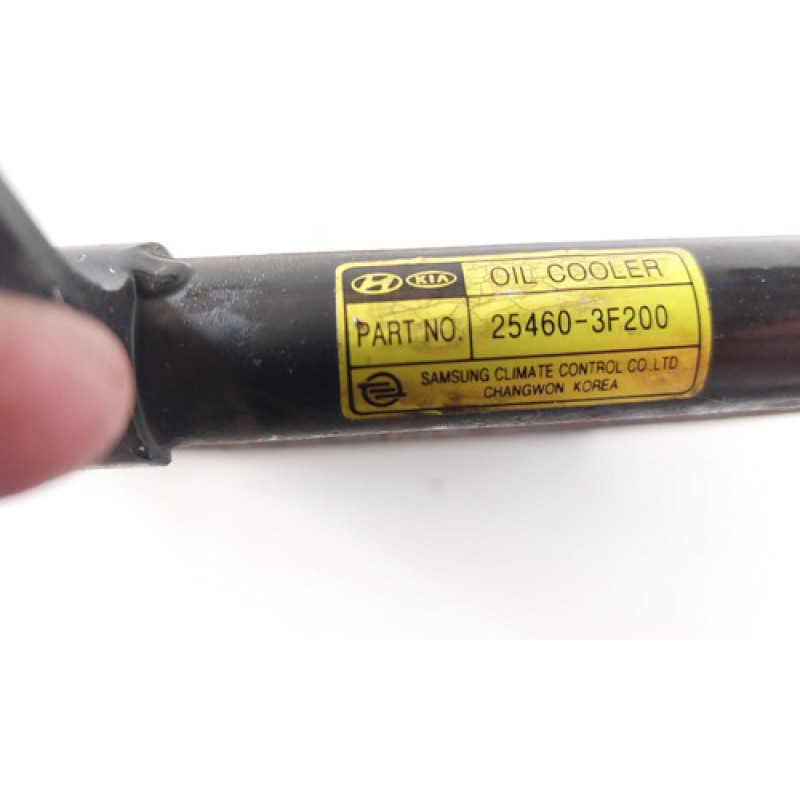 KIA OIL COOLER
PART NO. 25460-3F200
SAMSUNG CLIMATE CONTROL CO.LTD
CHANGWON KOREA